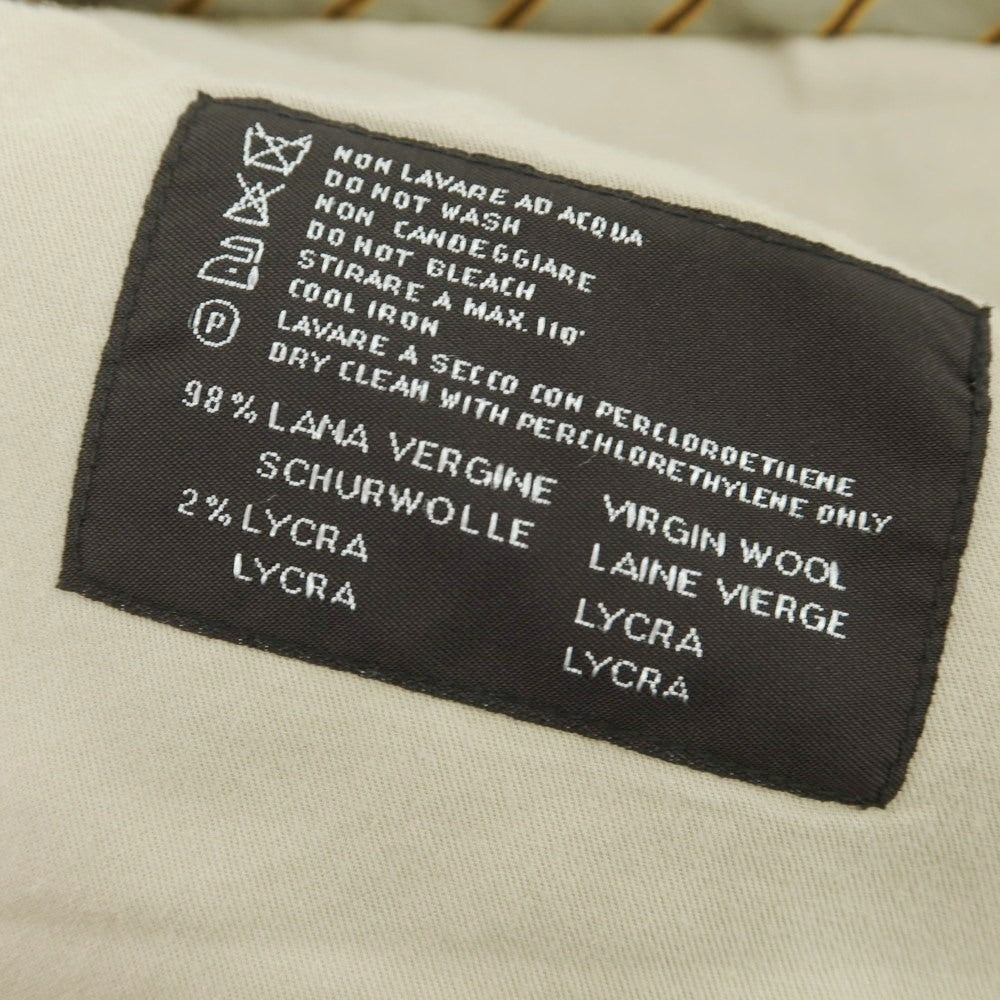 NON LAVARE AD ACQUA
DO NOT WASH
NON CANDEGGIARE
DO NOT BLEACH
STIRARE A MAX. 110°
COOL IRON
P
LAVARE A SECCO CON PERCLOROETILENE
DRY CLEAN WITH PERCHLORETHYLENE ONLY
98% LANA VERGINE VIRGIN WOOL
SCHURWOLLE LAINE VIERGE
2% LYCRA LYCRA
LYCRA LYCRA